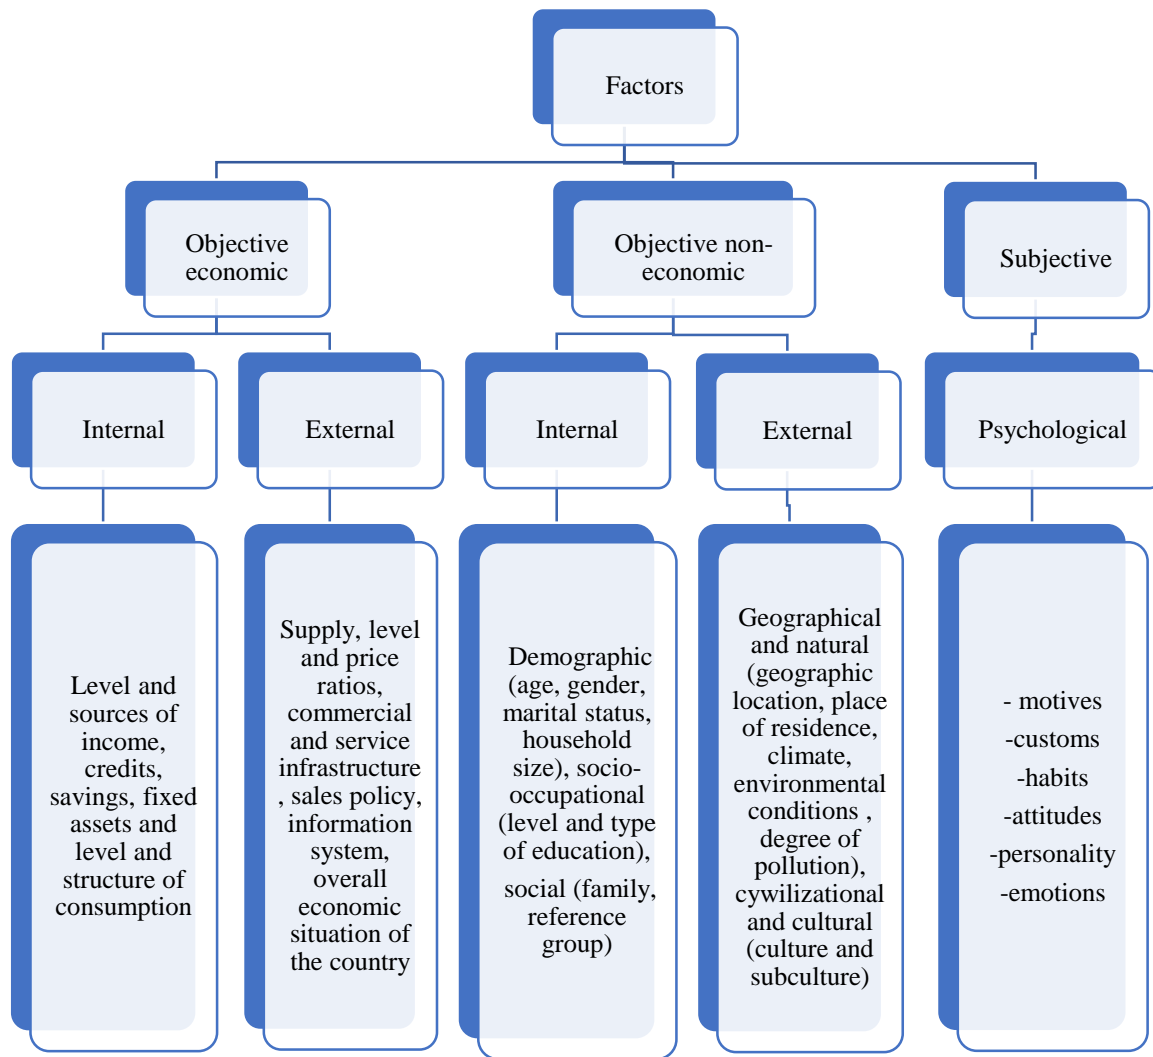 Factors
Objective
economic
Objective non-
economic
Subjective
Internal
External
Internal
External
Psychological
Level and
sources of
income,
credits,
savings, fixed
assets and
level and
structure of
consumption
Supply, level
and price
ratios,
commercial
and service
infrastructure
, sales policy,
information
system,
overall
economic
situation of
the country
Demographic
(age, gender,
marital status,
household
size), socio-
occupational
(level and type
of education),
social (family,
reference
group)
Geographical
and natural
(geographic
location, place
of residence,
climate,
environmental
conditions ,
degree of
pollution),
cywilizational
and cultural
(culture and
subculture)
- motives
-customs
-habits
-attitudes
-personality
-emotions